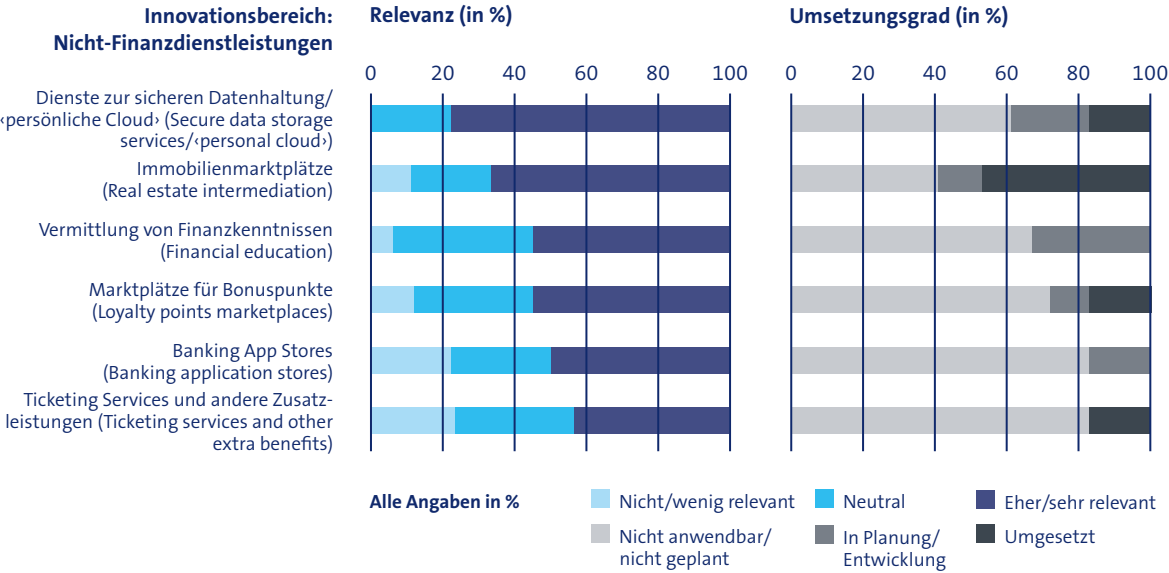 Innovationsbereich:
Nicht-Finanzdienstleistungen
Relevanz (in %)
Umsetzungsgrad (in %)
0 20 40 60 80 100
0 20 40 60 80 100
Dienste zur sicheren Datenhaltung/
‹persönliche Cloud› (Secure data storage
services/‹personal cloud›)
Immobilienmarktplätze
(Real estate intermediation)
Vermittlung von Finanzkenntnissen
(Financial education)
Marktplätze für Bonuspunkte
(Loyalty points marketplaces)
Banking App Stores
(Banking application stores)
Ticketing Services und andere Zusatz-
leistungen (Ticketing services and other
extra benefits)
Alle Angaben in %
Nicht/wenig relevant
Neutral
Eher/sehr relevant
Nicht anwendbar/
nicht geplant
In Planung/
Entwicklung
Umgesetzt